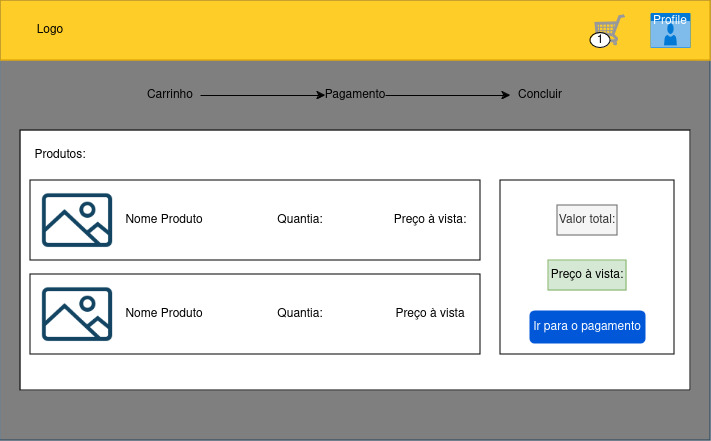 Logo
1
Profile
Carrinho
Pagamento
Concluir
Produtos:
Nome Produto
Quantia:
Preço à vista:
Nome Produto
Quantia:
Preço à vista
Valor total:
Preço à vista:
Ir para o pagamento